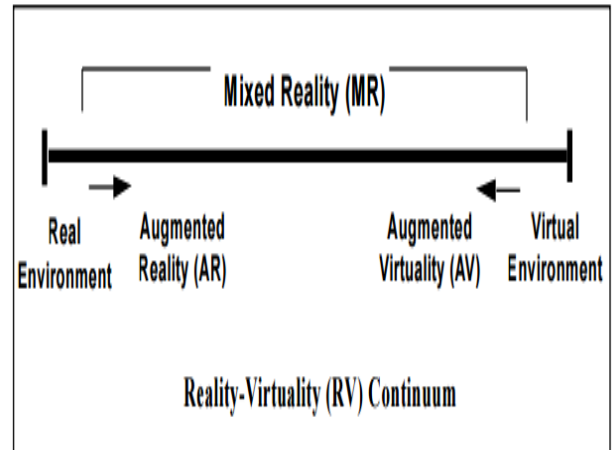 Mixed Reality (MR)
Real
Environment
Augmented
Reality (AR)
Augmented
Virtuality (AV)
Virtual
Environment
Reality-Virtuality (RV) Continuum